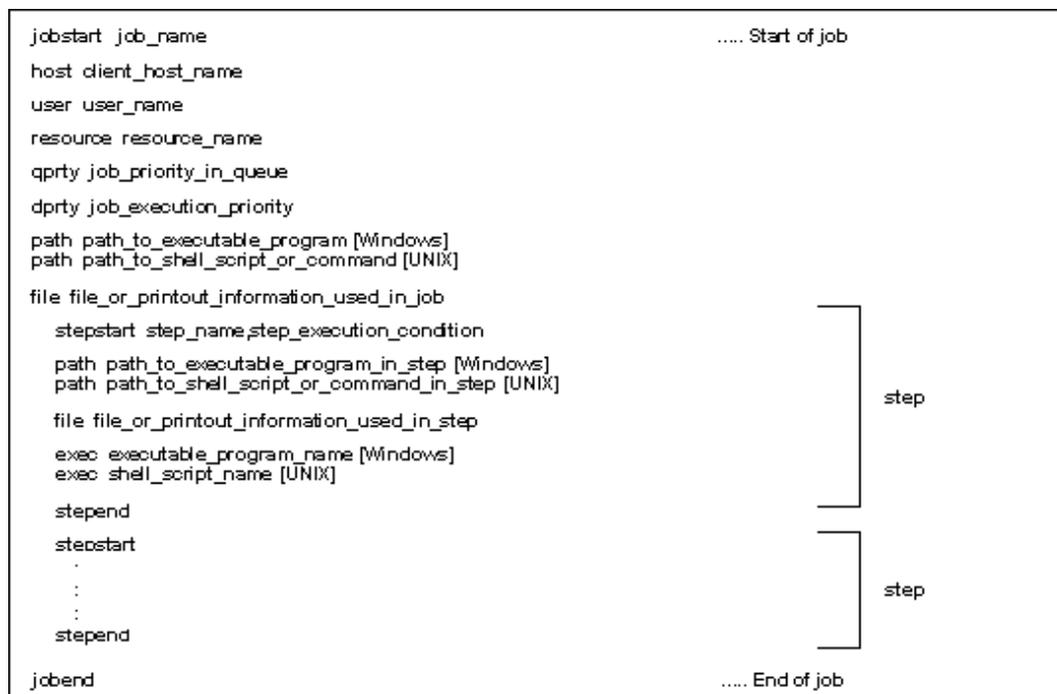 jobstart job_name ..... Start of job
host client_host_name
user user_name
resource resource_name
qprty job_priority_in_queue
dprty job_execution_priority
path path_to_executable_program [Windows]
path path_to_shell_script_or_command [UNIX]
file file_or_printout_information_used_in_job
stepstart step_name,step_execution_condition
path path_to_executable_program_in_step [Windows]
path path_to_shell_script_or_command_in_step [UNIX]
step
file file_or_printout_information_used_in_step
exec executable_program_name [Windows]
exec shell_script_name [UNIX]
stepend
stepstart
:
:
:
step
stepend
jobend ..... End of job